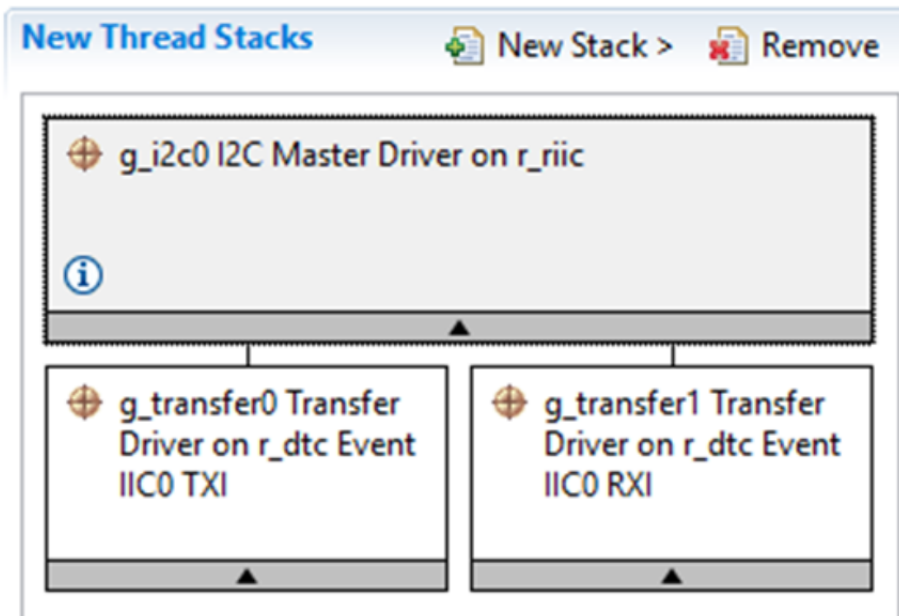 New Thread Stacks
New Stack >
Remove
g_i2c0 I2C Master Driver on r_riic
g_transfer0 Transfer
Driver on r_dtc Event
IIC0 TXI
g_transfer1 Transfer
Driver on r_dtc Event
IIC0 RXI